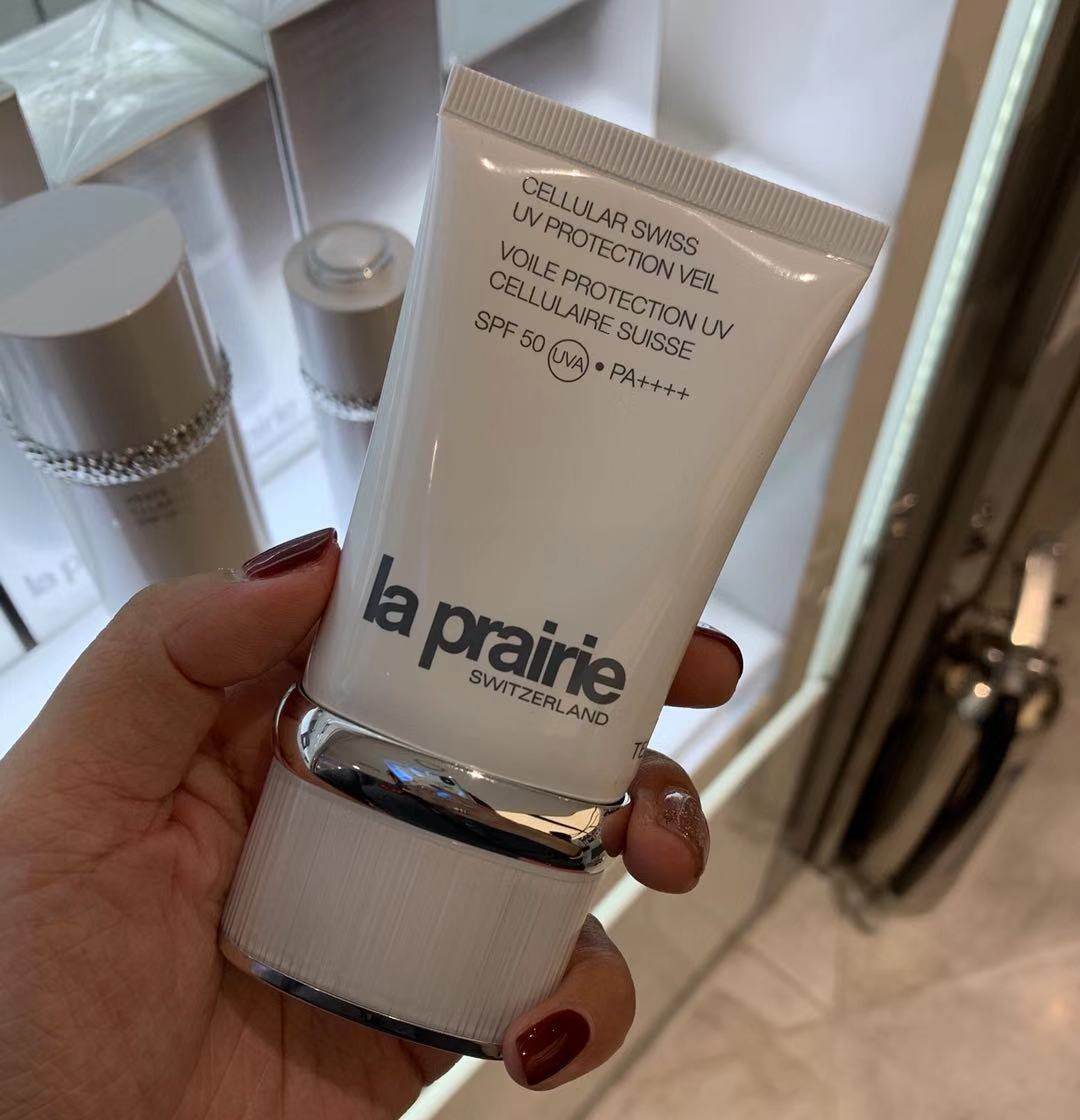 CELLULAR SWISS
UV PROTECTION VEIL
VOILE PROTECTION UV
CELLULAIRE SUISSE
SPF 50 UVA • PA++++
la prairie
SWITZERLAND